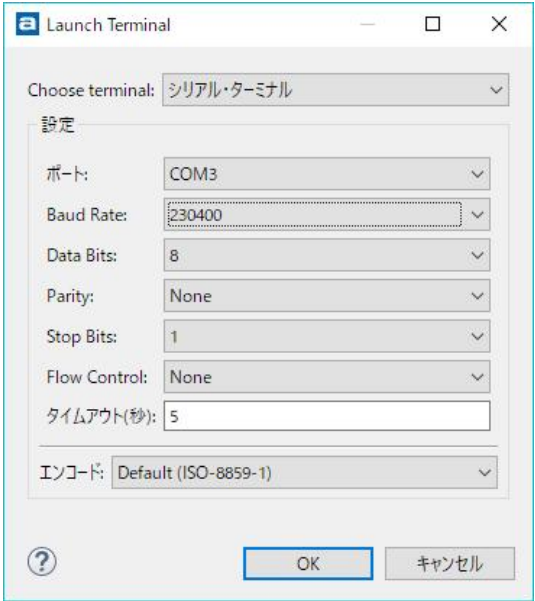 a Launch Terminal
Choose terminal: シリアル・ターミナル
設定
ポート: COM3
Baud Rate: 230400
Data Bits: 8
Parity: None
Stop Bits: 1
Flow Control: None
タイムアウト(秒): 5
エンコード: Default (ISO-8859-1)
? OK キャンセル